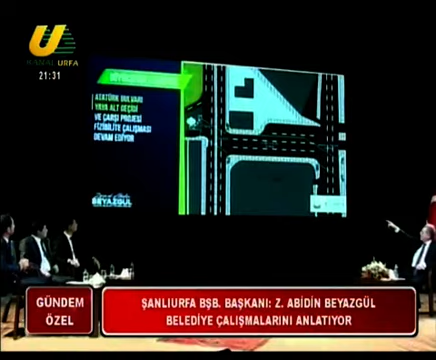 URFA
21:31
ATATÜRK BULVARI
YAYA ALT GEÇİDİ
VE ÇARŞI PROJESİ
FİZİBİLİTE ÇALIŞMASI
DEVAM EDİYOR
BEYAZGÜL
GÜNDEM
ÖZEL
ŞANLIURFA BŞB. BAŞKANI: Z. ABİDİN BEYAZGÜL
BELEDİYE ÇALIŞMALARINI ANLATIYOR